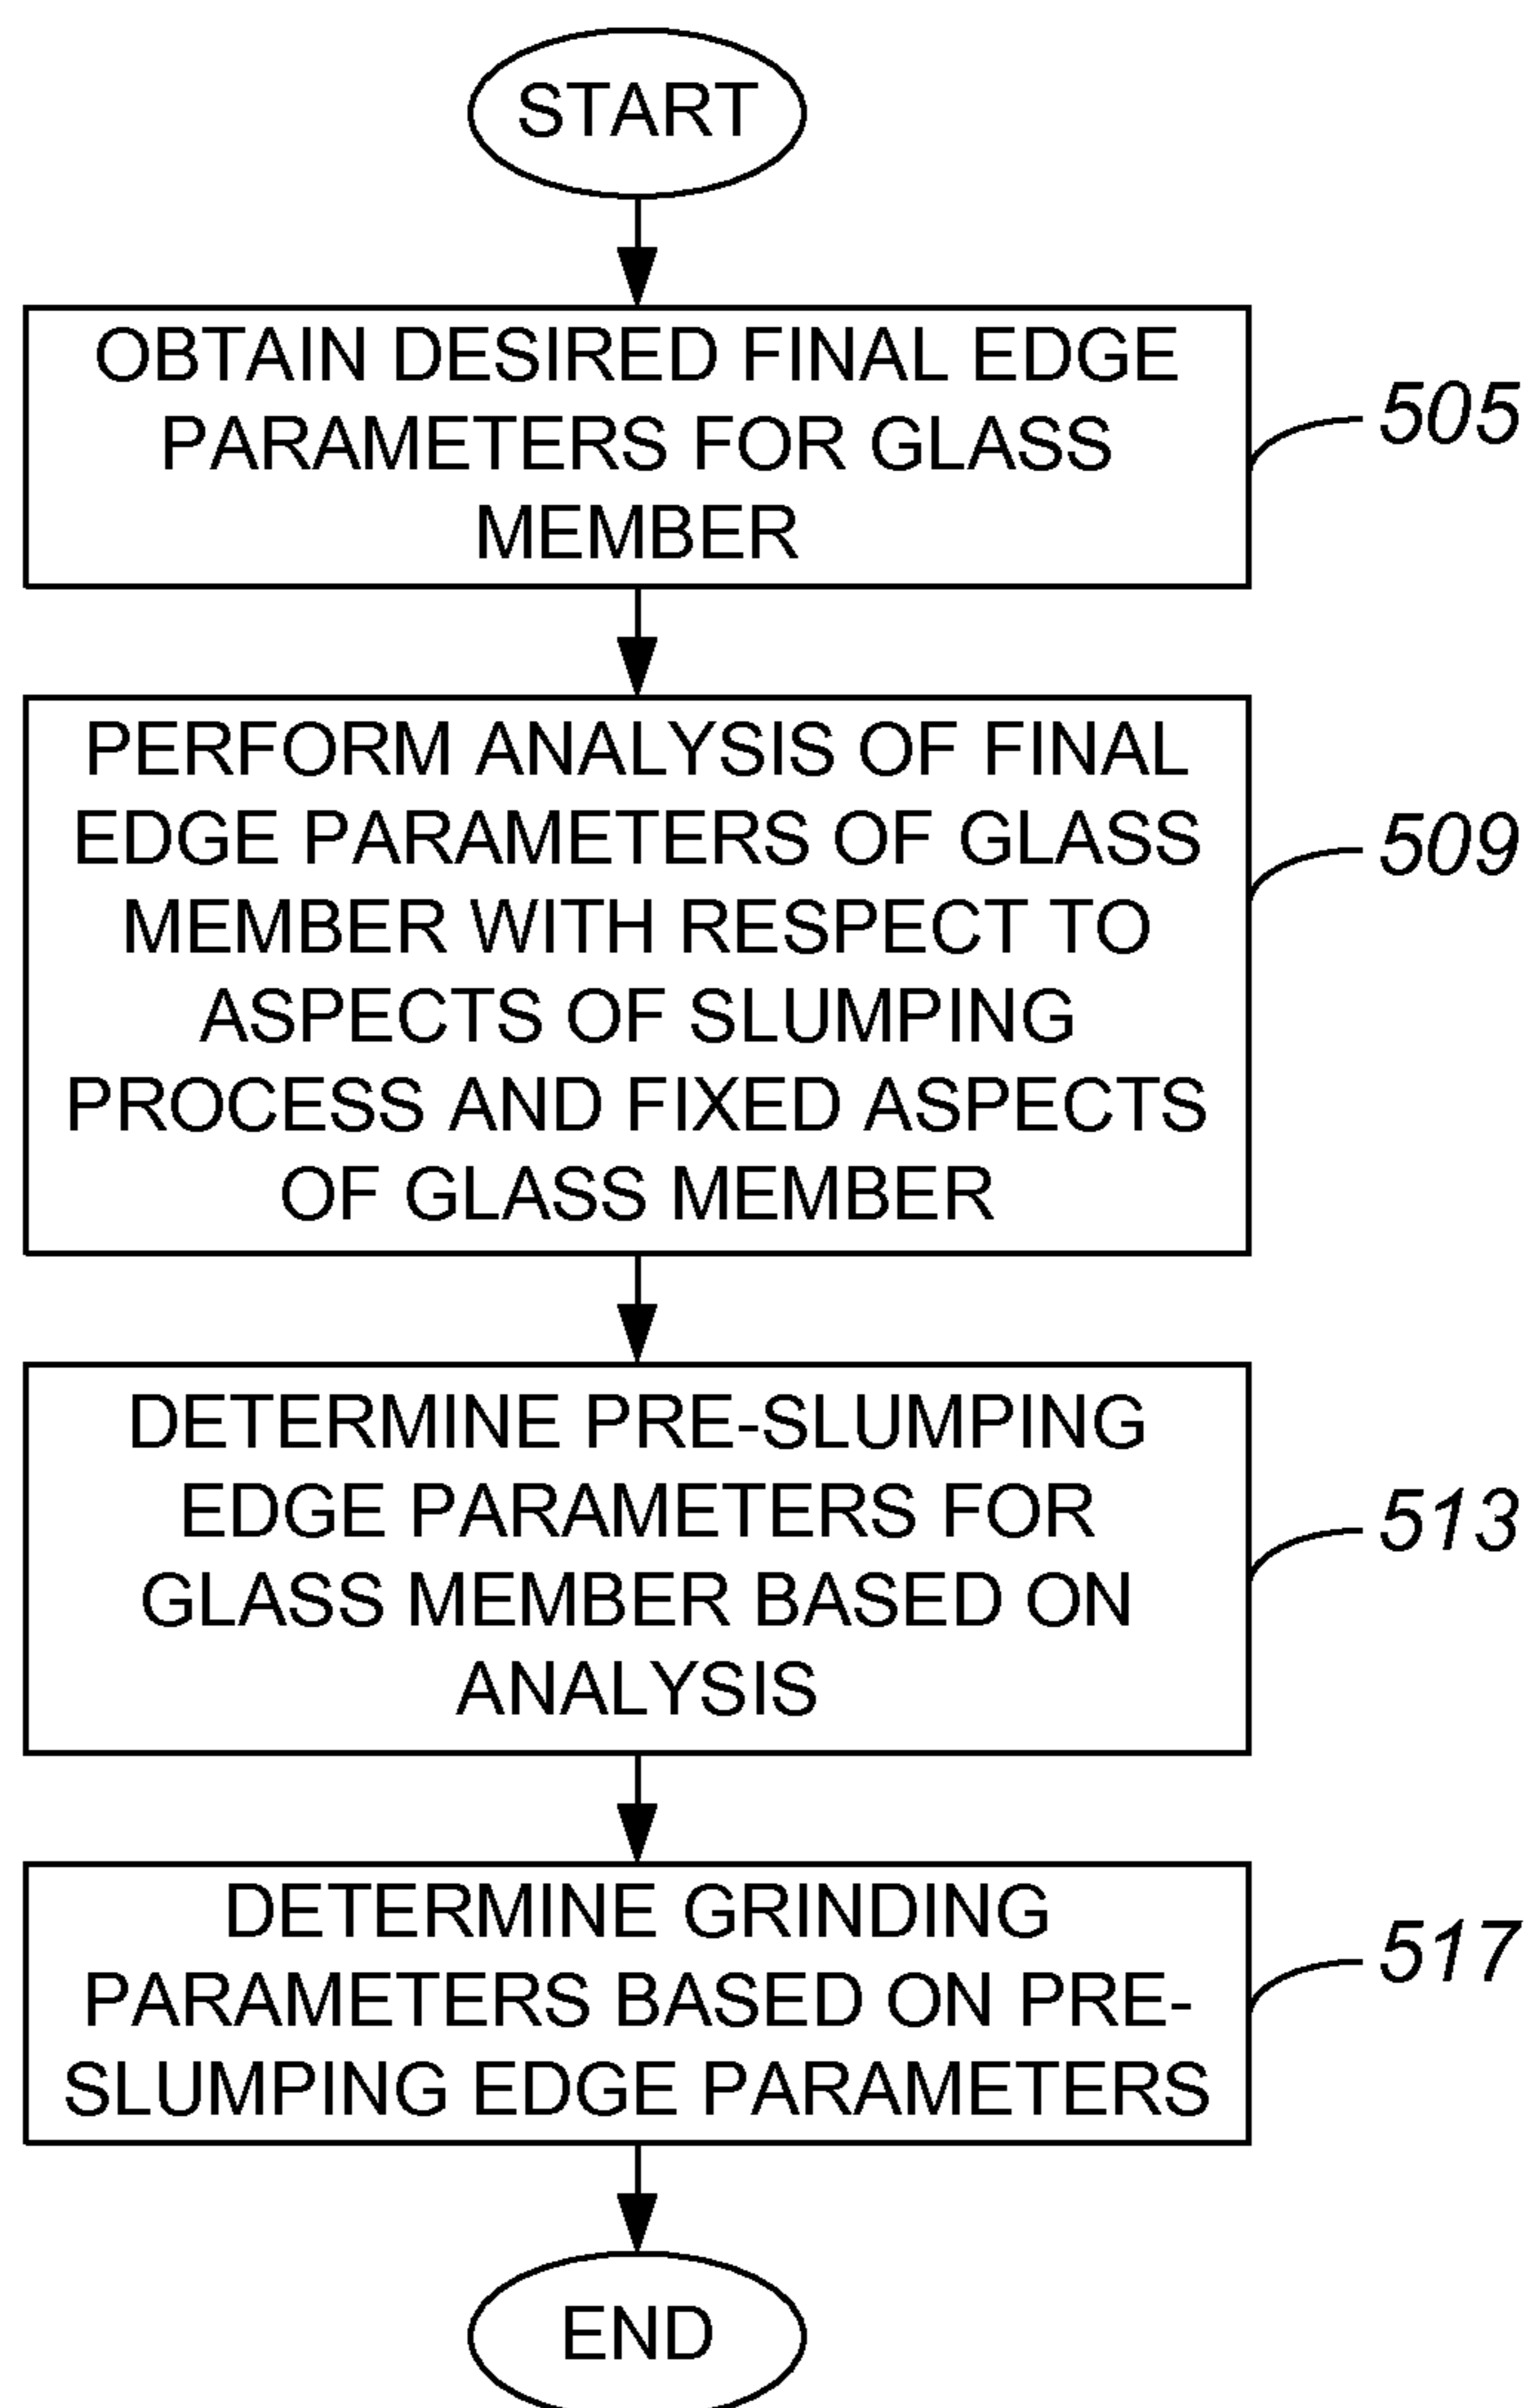 START
OBTAIN DESIRED FINAL EDGE
PARAMETERS FOR GLASS
MEMBER
505
PERFORM ANALYSIS OF FINAL
EDGE PARAMETERS OF GLASS
MEMBER WITH RESPECT TO
ASPECTS OF SLUMPING
PROCESS AND FIXED ASPECTS
OF GLASS MEMBER
509
DETERMINE PRE-SLUMPING
EDGE PARAMETERS FOR
GLASS MEMBER BASED ON
ANALYSIS
513
DETERMINE GRINDING
PARAMETERS BASED ON PRE-
SLUMPING EDGE PARAMETERS
517
END